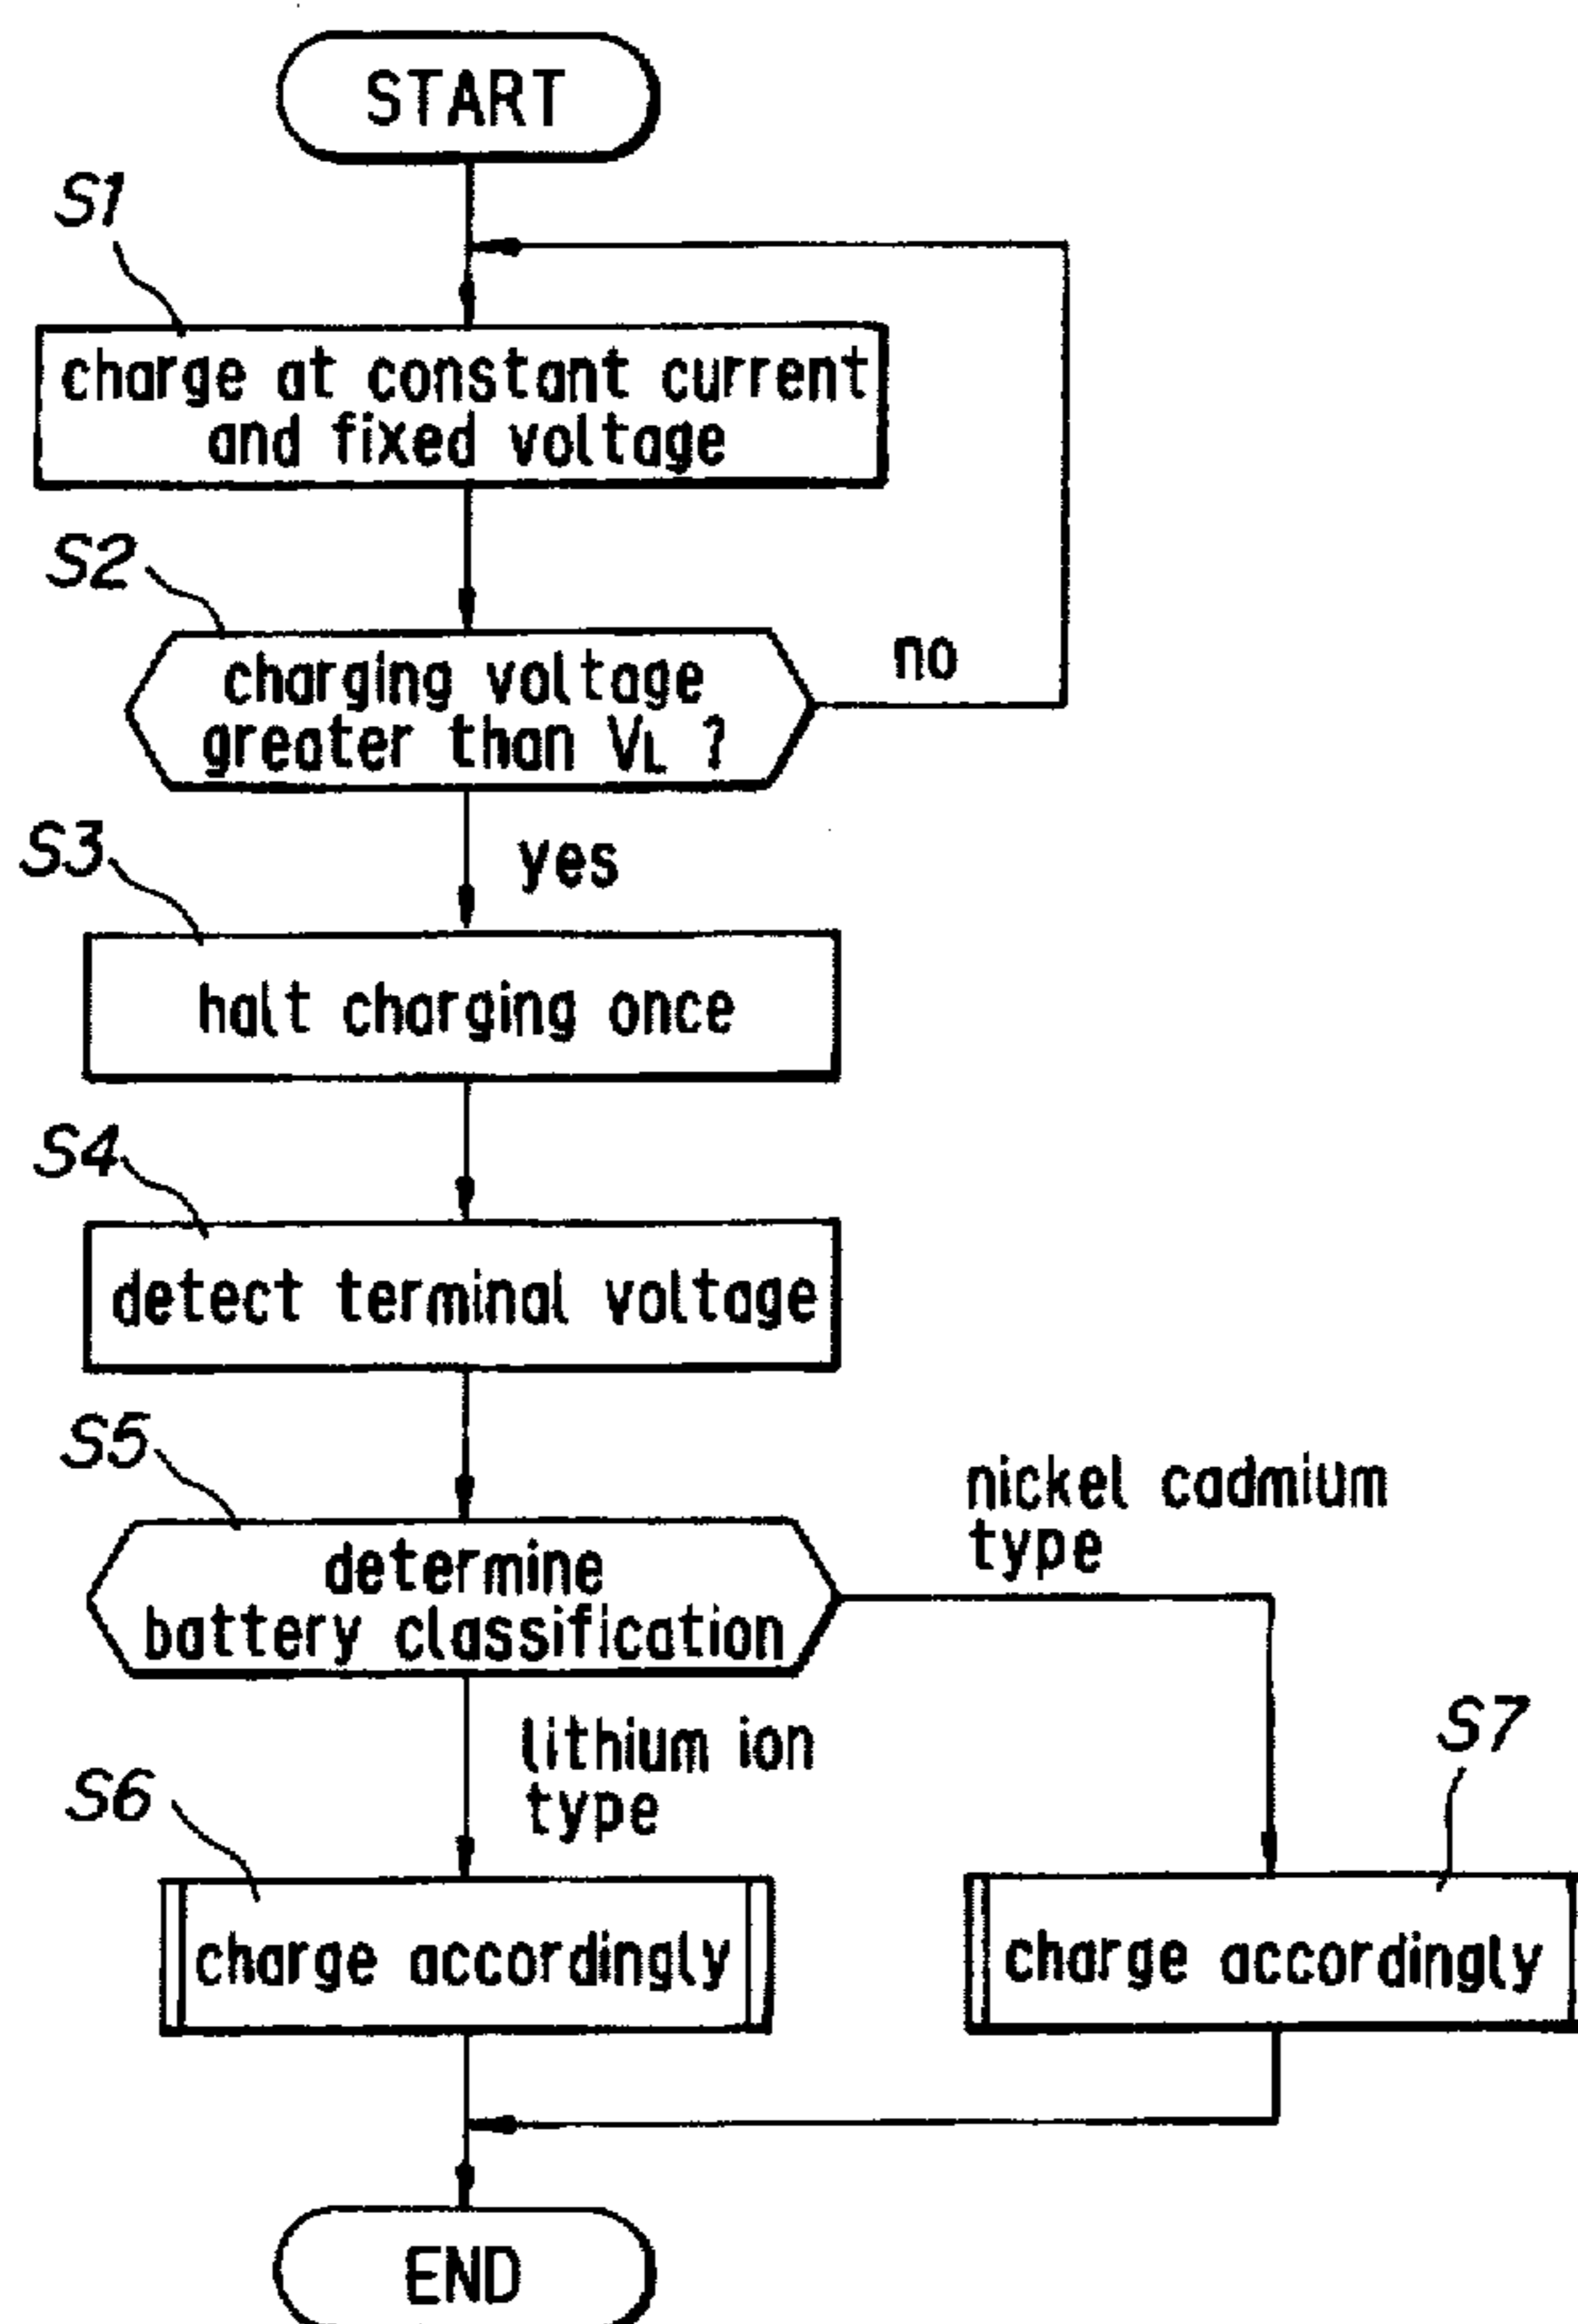 START
S1
charge at constant current
and fixed voltage
S2
charging voltage
greater than VL ?
no
yes
S3
halt charging once
S4
detect terminal voltage
S5
determine
battery classification
nickel cadmium
type
lithium ion
type
S6
charge accordingly
S7
charge accordingly
END